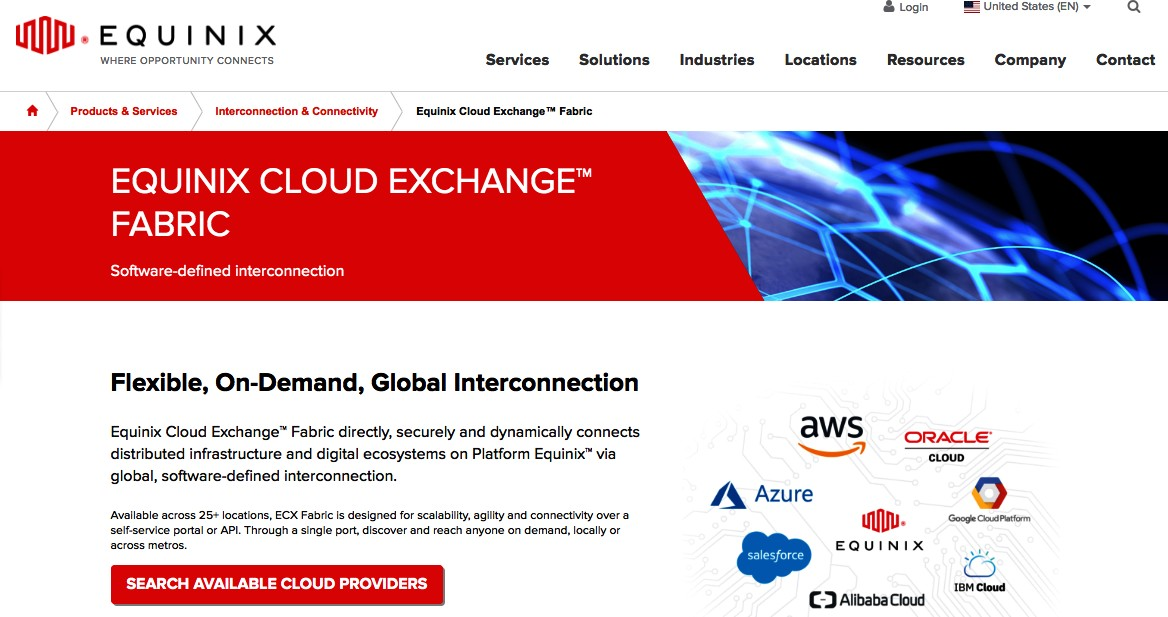 Login
United States (EN)
EQUINIX
WHERE OPPORTUNITY CONNECTS
Services
Solutions
Industries
Locations
Resources
Company
Contact
Products & Services
Interconnection & Connectivity
Equinix Cloud Exchange™ Fabric
EQUINIX CLOUD EXCHANGE™
FABRIC
Software-defined interconnection
Flexible, On-Demand, Global Interconnection
Equinix Cloud Exchange™ Fabric directly, securely and dynamically connects
distributed infrastructure and digital ecosystems on Platform Equinix™ via
global, software-defined interconnection.
Available across 25+ locations, ECX Fabric is designed for scalability, agility and connectivity over a
self-service portal or API. Through a single port, discover and reach anyone on demand, locally or
across metros.
SEARCH AVAILABLE CLOUD PROVIDERS
aws
ORACLE
CLOUD
Azure
Google Cloud Platform
EQUINIX
salesforce
IBM Cloud
Alibaba Cloud